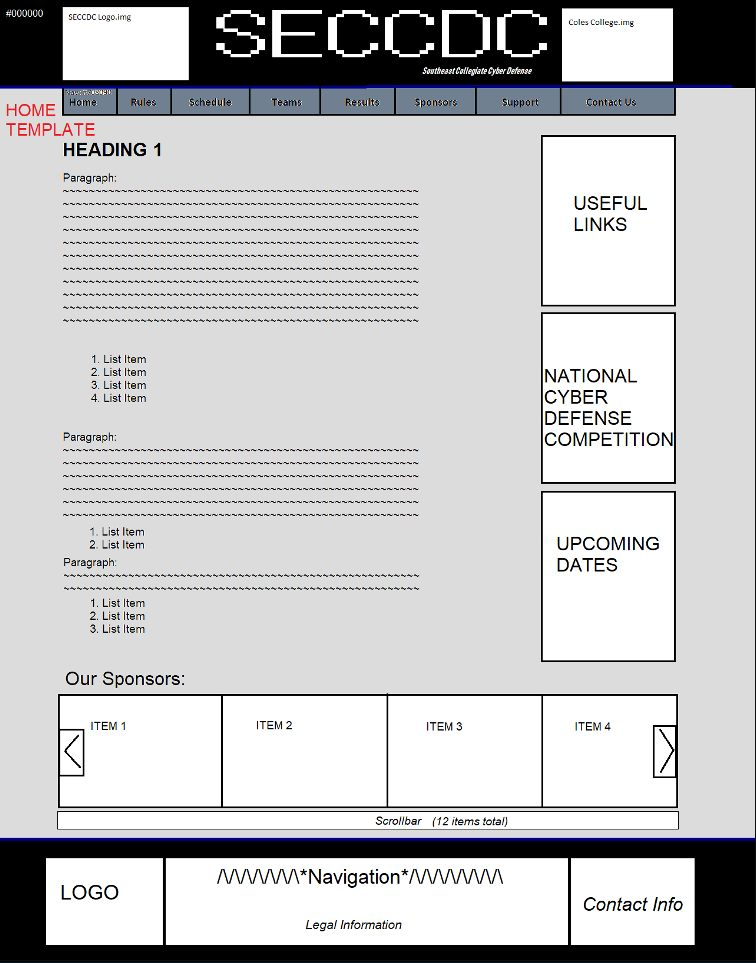 #000000
SECCDC Logo.img
SECCDC
Coles College.img
Southeast Collegiate Cyber Defense
Home
Rules
Schedule
Teams
Results
Sponsors
Support
Contact Us
HOME
TEMPLATE
HEADING 1
Paragraph:
~~~~~~~~~~~~~~~~~~~~~~~~~~~~~~~~~~~~~~~~~~~~~~~~~
~~~~~~~~~~~~~~~~~~~~~~~~~~~~~~~~~~~~~~~~~~~~~~~~~
~~~~~~~~~~~~~~~~~~~~~~~~~~~~~~~~~~~~~~~~~~~~~~~~~
~~~~~~~~~~~~~~~~~~~~~~~~~~~~~~~~~~~~~~~~~~~~~~~~~
~~~~~~~~~~~~~~~~~~~~~~~~~~~~~~~~~~~~~~~~~~~~~~~~~
~~~~~~~~~~~~~~~~~~~~~~~~~~~~~~~~~~~~~~~~~~~~~~~~~
~~~~~~~~~~~~~~~~~~~~~~~~~~~~~~~~~~~~~~~~~~~~~~~~~
~~~~~~~~~~~~~~~~~~~~~~~~~~~~~~~~~~~~~~~~~~~~~~~~~
~~~~~~~~~~~~~~~~~~~~~~~~~~~~~~~~~~~~~~~~~~~~~~~~~
~~~~~~~~~~~~~~~~~~~~~~~~~~~~~~~~~~~~~~~~~~~~~~~~~
~~~~~~~~~~~~~~~~~~~~~~~~~~~~~~~~~~~~~~~~~~~~~~~~~
1. List Item
2. List Item
3. List Item
4. List Item
Paragraph:
~~~~~~~~~~~~~~~~~~~~~~~~~~~~~~~~~~~~~~~~~~~~~~~~~
~~~~~~~~~~~~~~~~~~~~~~~~~~~~~~~~~~~~~~~~~~~~~~~~~
~~~~~~~~~~~~~~~~~~~~~~~~~~~~~~~~~~~~~~~~~~~~~~~~~
~~~~~~~~~~~~~~~~~~~~~~~~~~~~~~~~~~~~~~~~~~~~~~~~~
~~~~~~~~~~~~~~~~~~~~~~~~~~~~~~~~~~~~~~~~~~~~~~~~~
~~~~~~~~~~~~~~~~~~~~~~~~~~~~~~~~~~~~~~~~~~~~~~~~~
1. List Item
2. List Item
Paragraph:
~~~~~~~~~~~~~~~~~~~~~~~~~~~~~~~~~~~~~~~~~~~~~~~~~
~~~~~~~~~~~~~~~~~~~~~~~~~~~~~~~~~~~~~~~~~~~~~~~~~
1. List Item
2. List Item
3. List Item
USEFUL
LINKS
NATIONAL
CYBER
DEFENSE
COMPETITION
UPCOMING
DATES
Our Sponsors:
ITEM 1
ITEM 2
ITEM 3
ITEM 4
Scrollbar (12 items total)
LOGO
/\/\/\/\/\/\/\/\*Navigation*/\/\/\/\/\/\/\/\/\
Legal Information
Contact Info